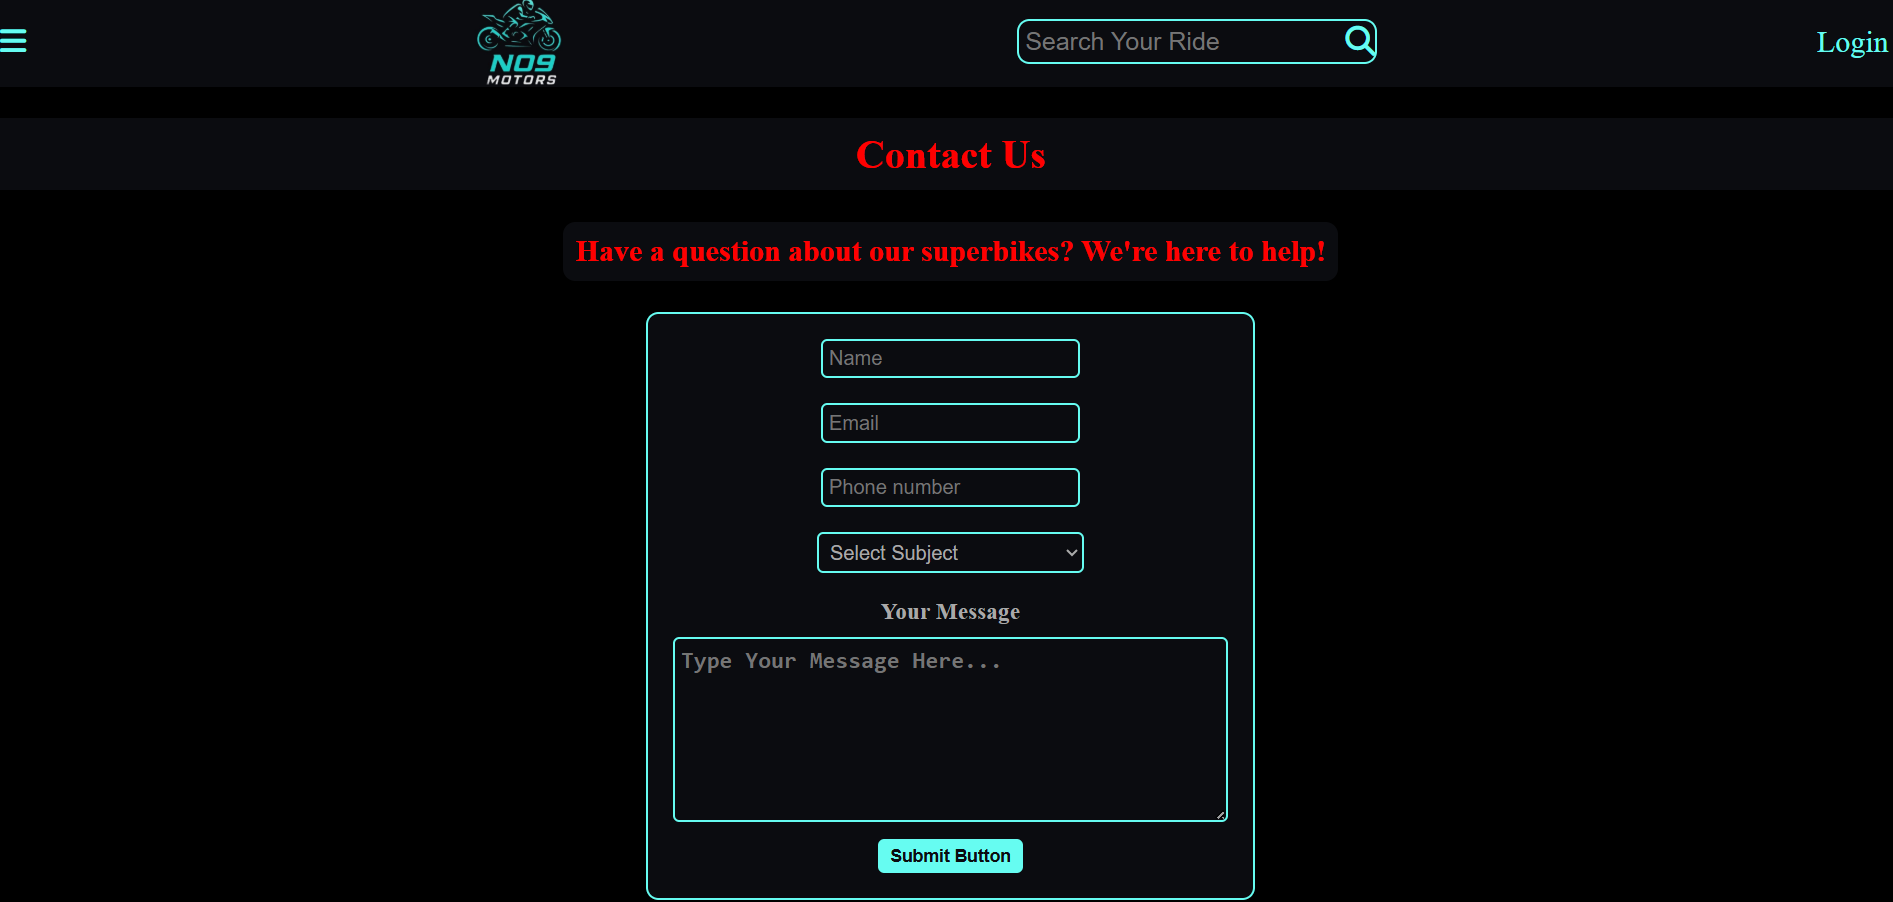 NO9
MOTORS
Search Your Ride
Login
Contact Us
Have a question about our superbikes? We're here to help!
Name
Email
Phone number
Select Subject
Your Message
Type Your Message Here...
Submit Button